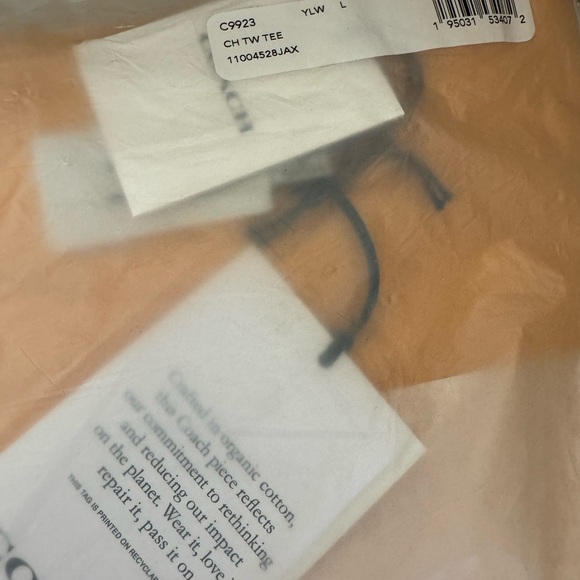 C9923 YLW L
CH TW TEE
11004528JAX
1 95031 53407 2
COACH
Crafted in organic cotton,
this Coach piece reflects
our commitment to rethinking
and reducing our impact
on the planet. Wear it, love
repair it, pass it on
THIS TAG IS PRINTED ON
CO